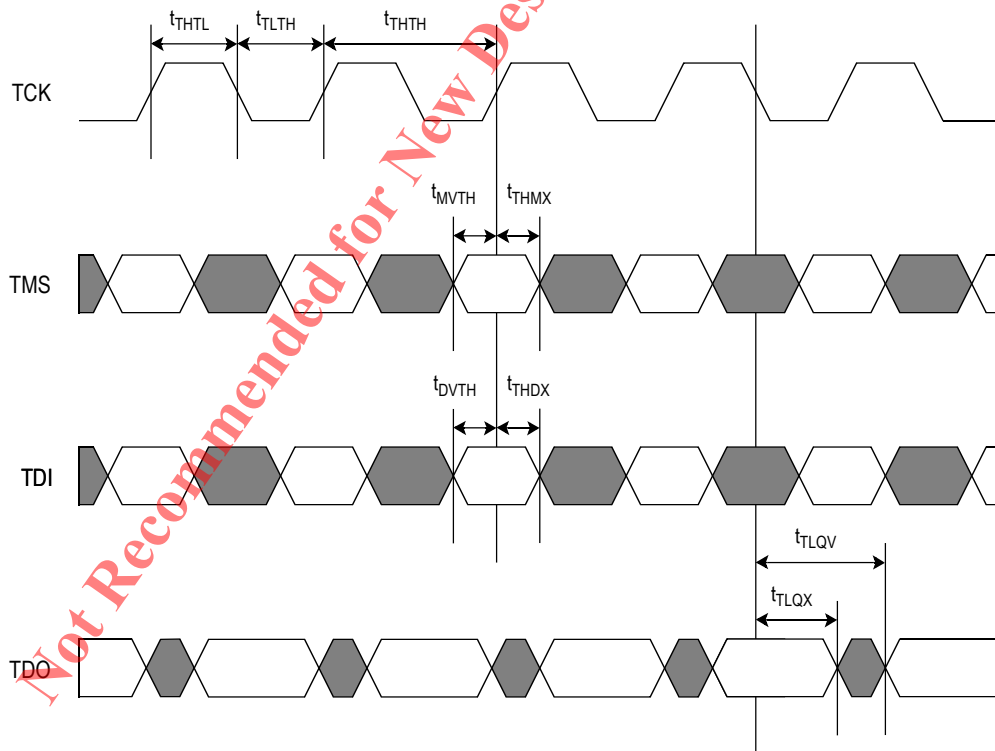 tTHTL tTLTH tTHTH
TCK
tMVTH tTHMX
TMS
tDVTH tTHDX
TDI
tTLQV
tTLQX
TDO
Not Recommended for New Des